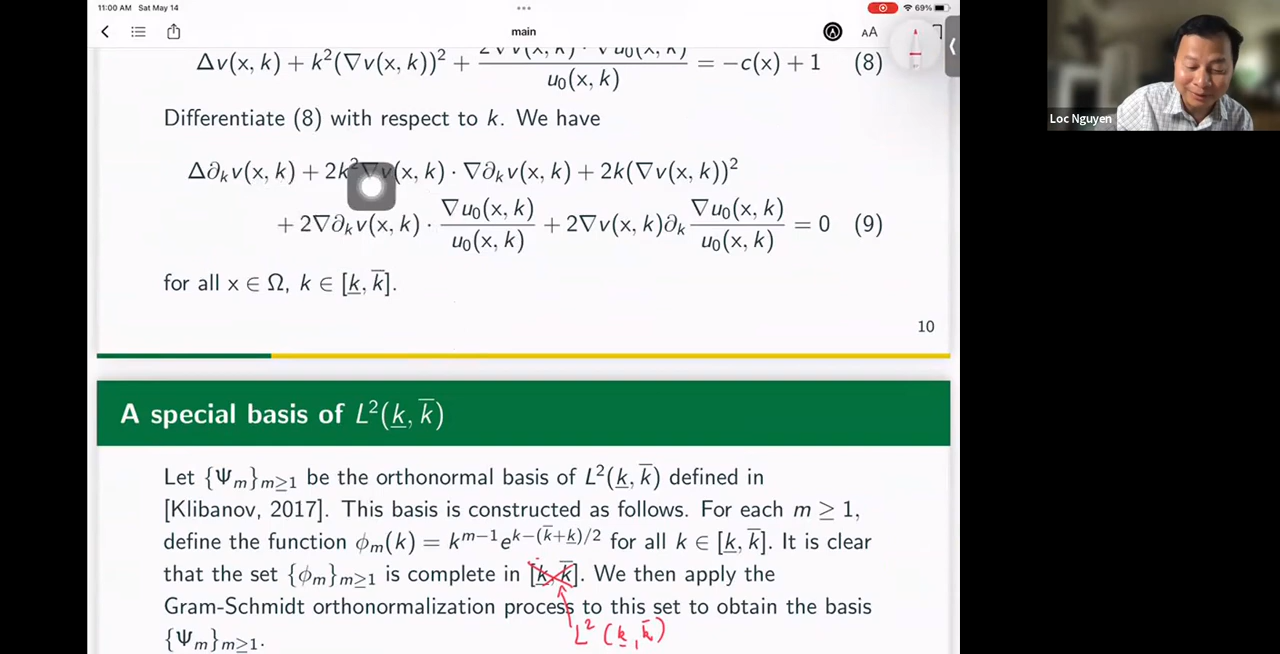 11:00 AM Sat May 14
69%
main
AA
Δv(x, k) + k²(∇v(x, k))² + 2∇v(x, k) · ∇u₀(x, k) / u₀(x, k) = −c(x) + 1 (8)
Differentiate (8) with respect to k. We have
Δ∂ₖv(x, k) + 2k²∇v(x, k) · ∇∂ₖv(x, k) + 2k(∇v(x, k))²
+ 2∇∂ₖv(x, k) · ∇u₀(x, k) / u₀(x, k) + 2∇v(x, k)∂ₖ ∇u₀(x, k) / u₀(x, k) = 0 (9)
for all x ∈ Ω, k ∈ [k̲, k̅].
10
A special basis of L²(k̲, k̅)
Let {Ψₘ}ₘ≥₁ be the orthonormal basis of L²(k̲, k̅) defined in
[Klibanov, 2017]. This basis is constructed as follows. For each m ≥ 1,
define the function ϕₘ(k) = k^{m−1}e^{k−(k̅+k̲)/2} for all k ∈ [k̲, k̅]. It is clear
that the set {ϕₘ}ₘ≥₁ is complete in [k̲, k̅]. We then apply the
Gram-Schmidt orthonormalization process to this set to obtain the basis
{Ψₘ}ₘ≥₁.
L² (k̲, k̅)
Loc Nguyen